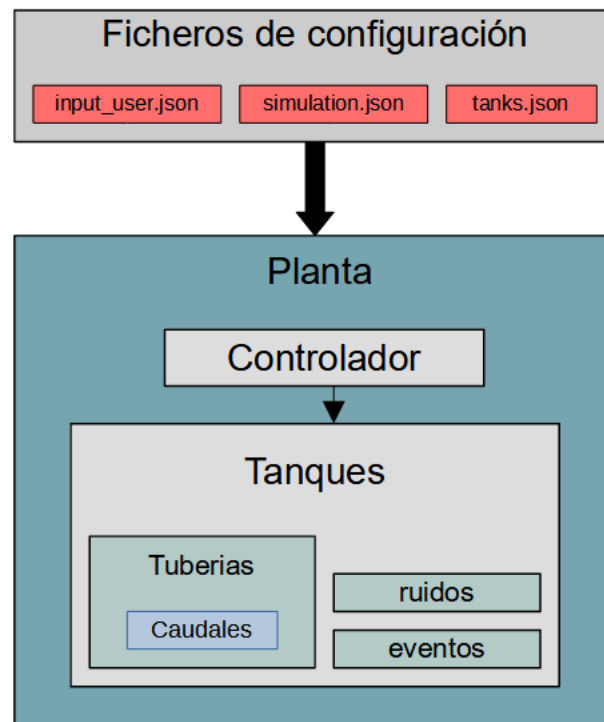 Ficheros de configuración
input_user.json
simulation.json
tanks.json
Planta
Controlador
Tanques
Tuberias
Caudales
ruidos
eventos